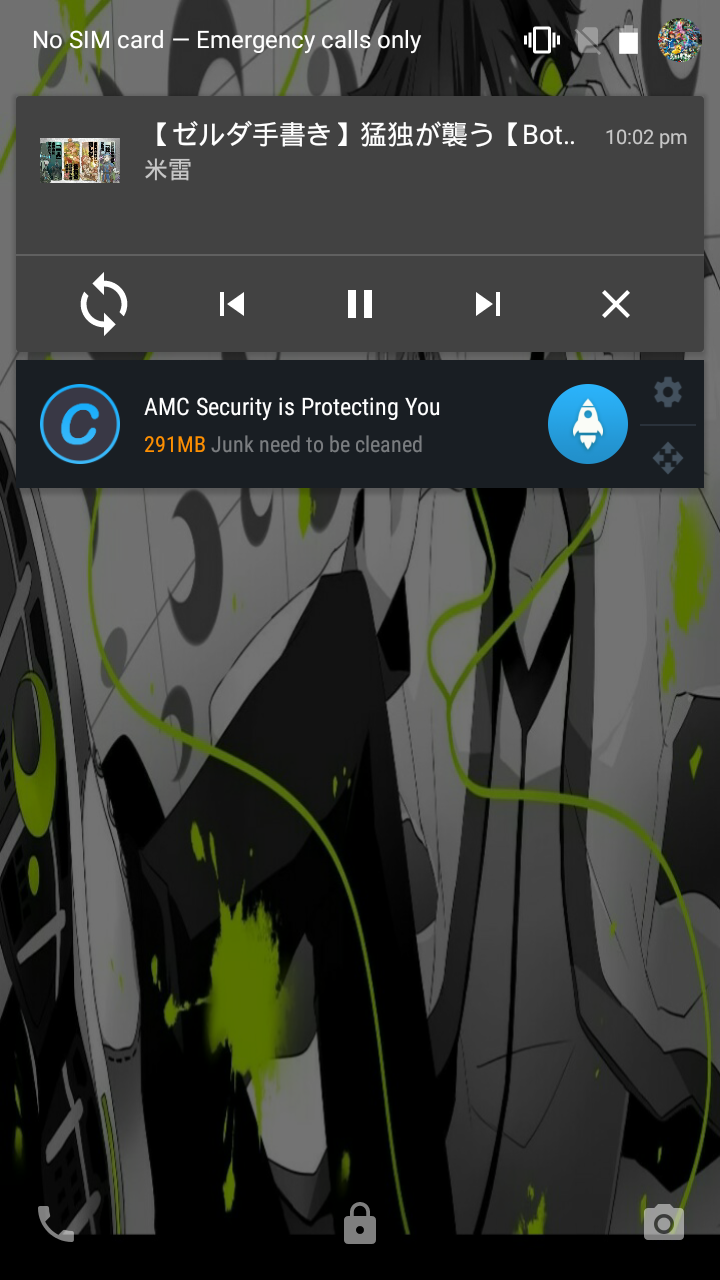 No SIM card — Emergency calls only
【ゼルダ手書き】猛独が襲う【Bot..
10:02 pm
米雷
AMC Security is Protecting You
291MB Junk need to be cleaned